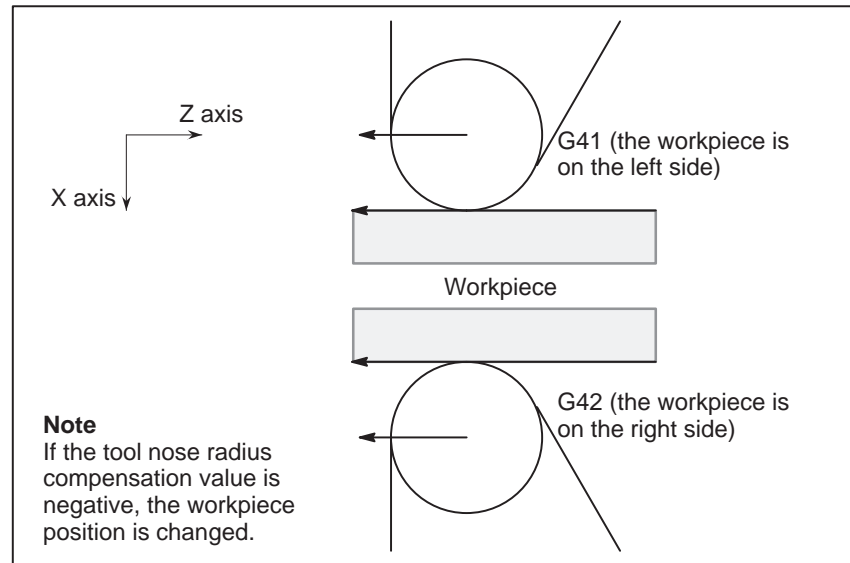 Z axis
X axis
G41 (the workpiece is
on the left side)
Workpiece
G42 (the workpiece is
on the right side)
Note
If the tool nose radius
compensation value is
negative, the workpiece
position is changed.